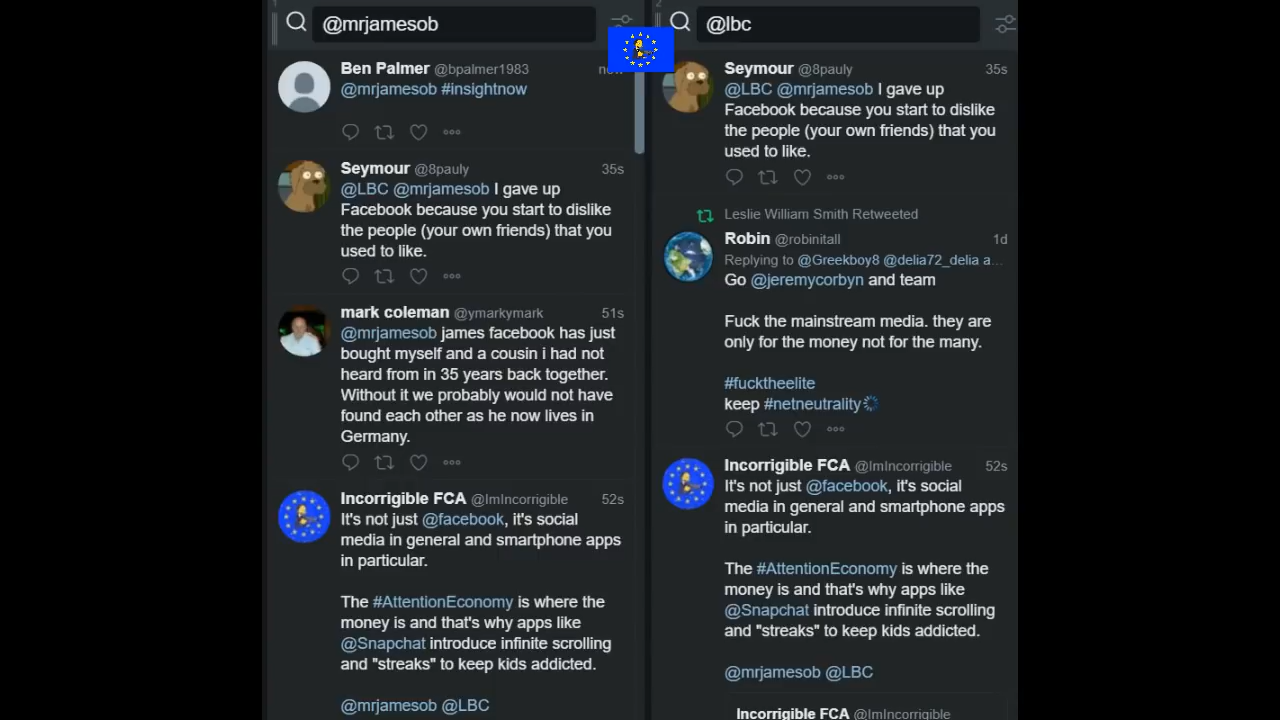 1
@mrjamesob
Ben Palmer @bpalmer1983
@mrjamesob #insightnow
Seymour @8pauly 35s
@LBC @mrjamesob I gave up
Facebook because you start to dislike
the people (your own friends) that you
used to like.
mark coleman @ymarkymark 51s
@mrjamesob james facebook has just
bought myself and a cousin i had not
heard from in 35 years back together.
Without it we probably would not have
found each other as he now lives in
Germany.
Incorrigible FCA @ImIncorrigible 52s
It's not just @facebook, it's social
media in general and smartphone apps
in particular.
The #AttentionEconomy is where the
money is and that's why apps like
@Snapchat introduce infinite scrolling
and "streaks" to keep kids addicted.
@mrjamesob @LBC
2
@lbc
Seymour @8pauly 35s
@LBC @mrjamesob I gave up
Facebook because you start to dislike
the people (your own friends) that you
used to like.
Leslie William Smith Retweeted
Robin @robinitall 1d
Replying to @Greekboy8 @delia72_delia a...
Go @jeremycorbyn and team
Fuck the mainstream media. they are
only for the money not for the many.
#fucktheelite
keep #netneutrality
Incorrigible FCA @ImIncorrigible 52s
It's not just @facebook, it's social
media in general and smartphone apps
in particular.
The #AttentionEconomy is where the
money is and that's why apps like
@Snapchat introduce infinite scrolling
and "streaks" to keep kids addicted.
@mrjamesob @LBC
Incorrigible FCA @ImIncorrigible